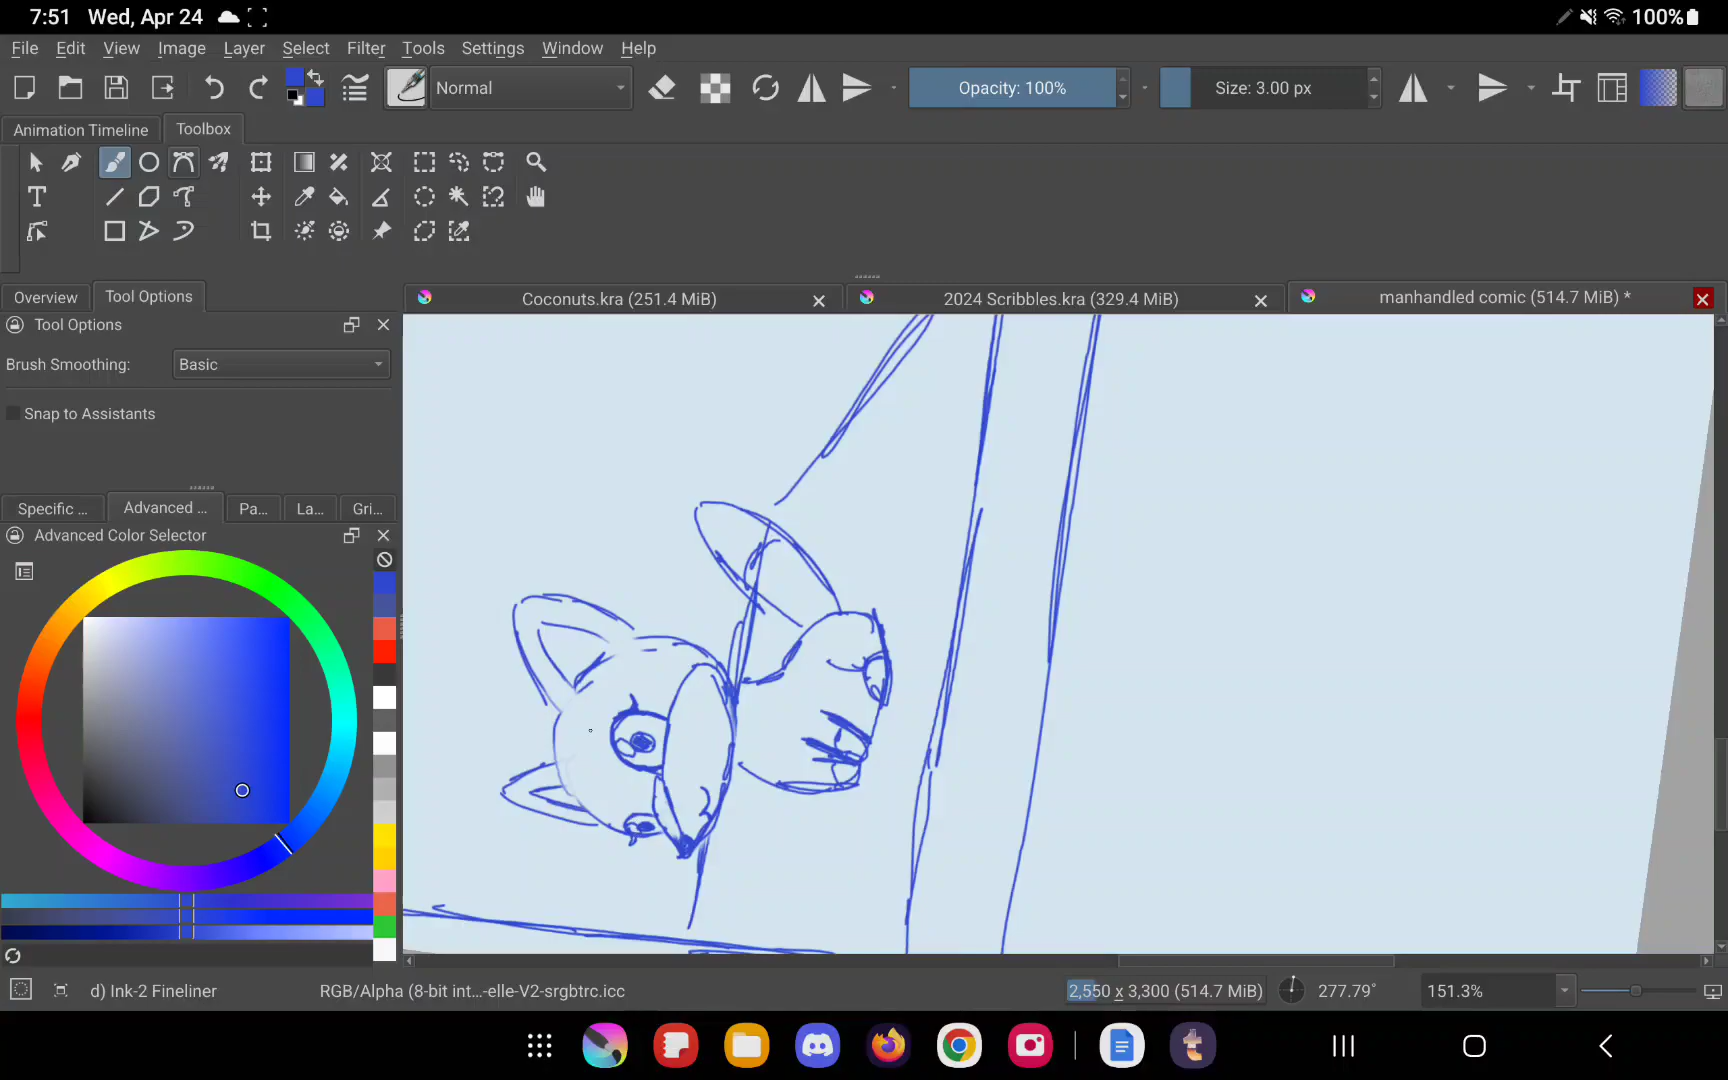 7:51 Wed, Apr 24
100%
File Edit View Image Layer Select Filter Tools Settings Window Help
Normal
Opacity: 100%
Size: 3.00 px
Animation Timeline Toolbox
Overview Tool Options
Coconuts.kra (251.4 MiB)
2024 Scribbles.kra (329.4 MiB)
manhandled comic (514.7 MiB) *
Tool Options
Brush Smoothing: Basic
Snap to Assistants
Specific ... Advanced ... Pa... La... Gri...
Advanced Color Selector
d) Ink-2 Fineliner
RGB/Alpha (8-bit int...-elle-V2-srgbtrc.icc
2,550 x 3,300 (514.7 MiB)
277.79°
151.3%